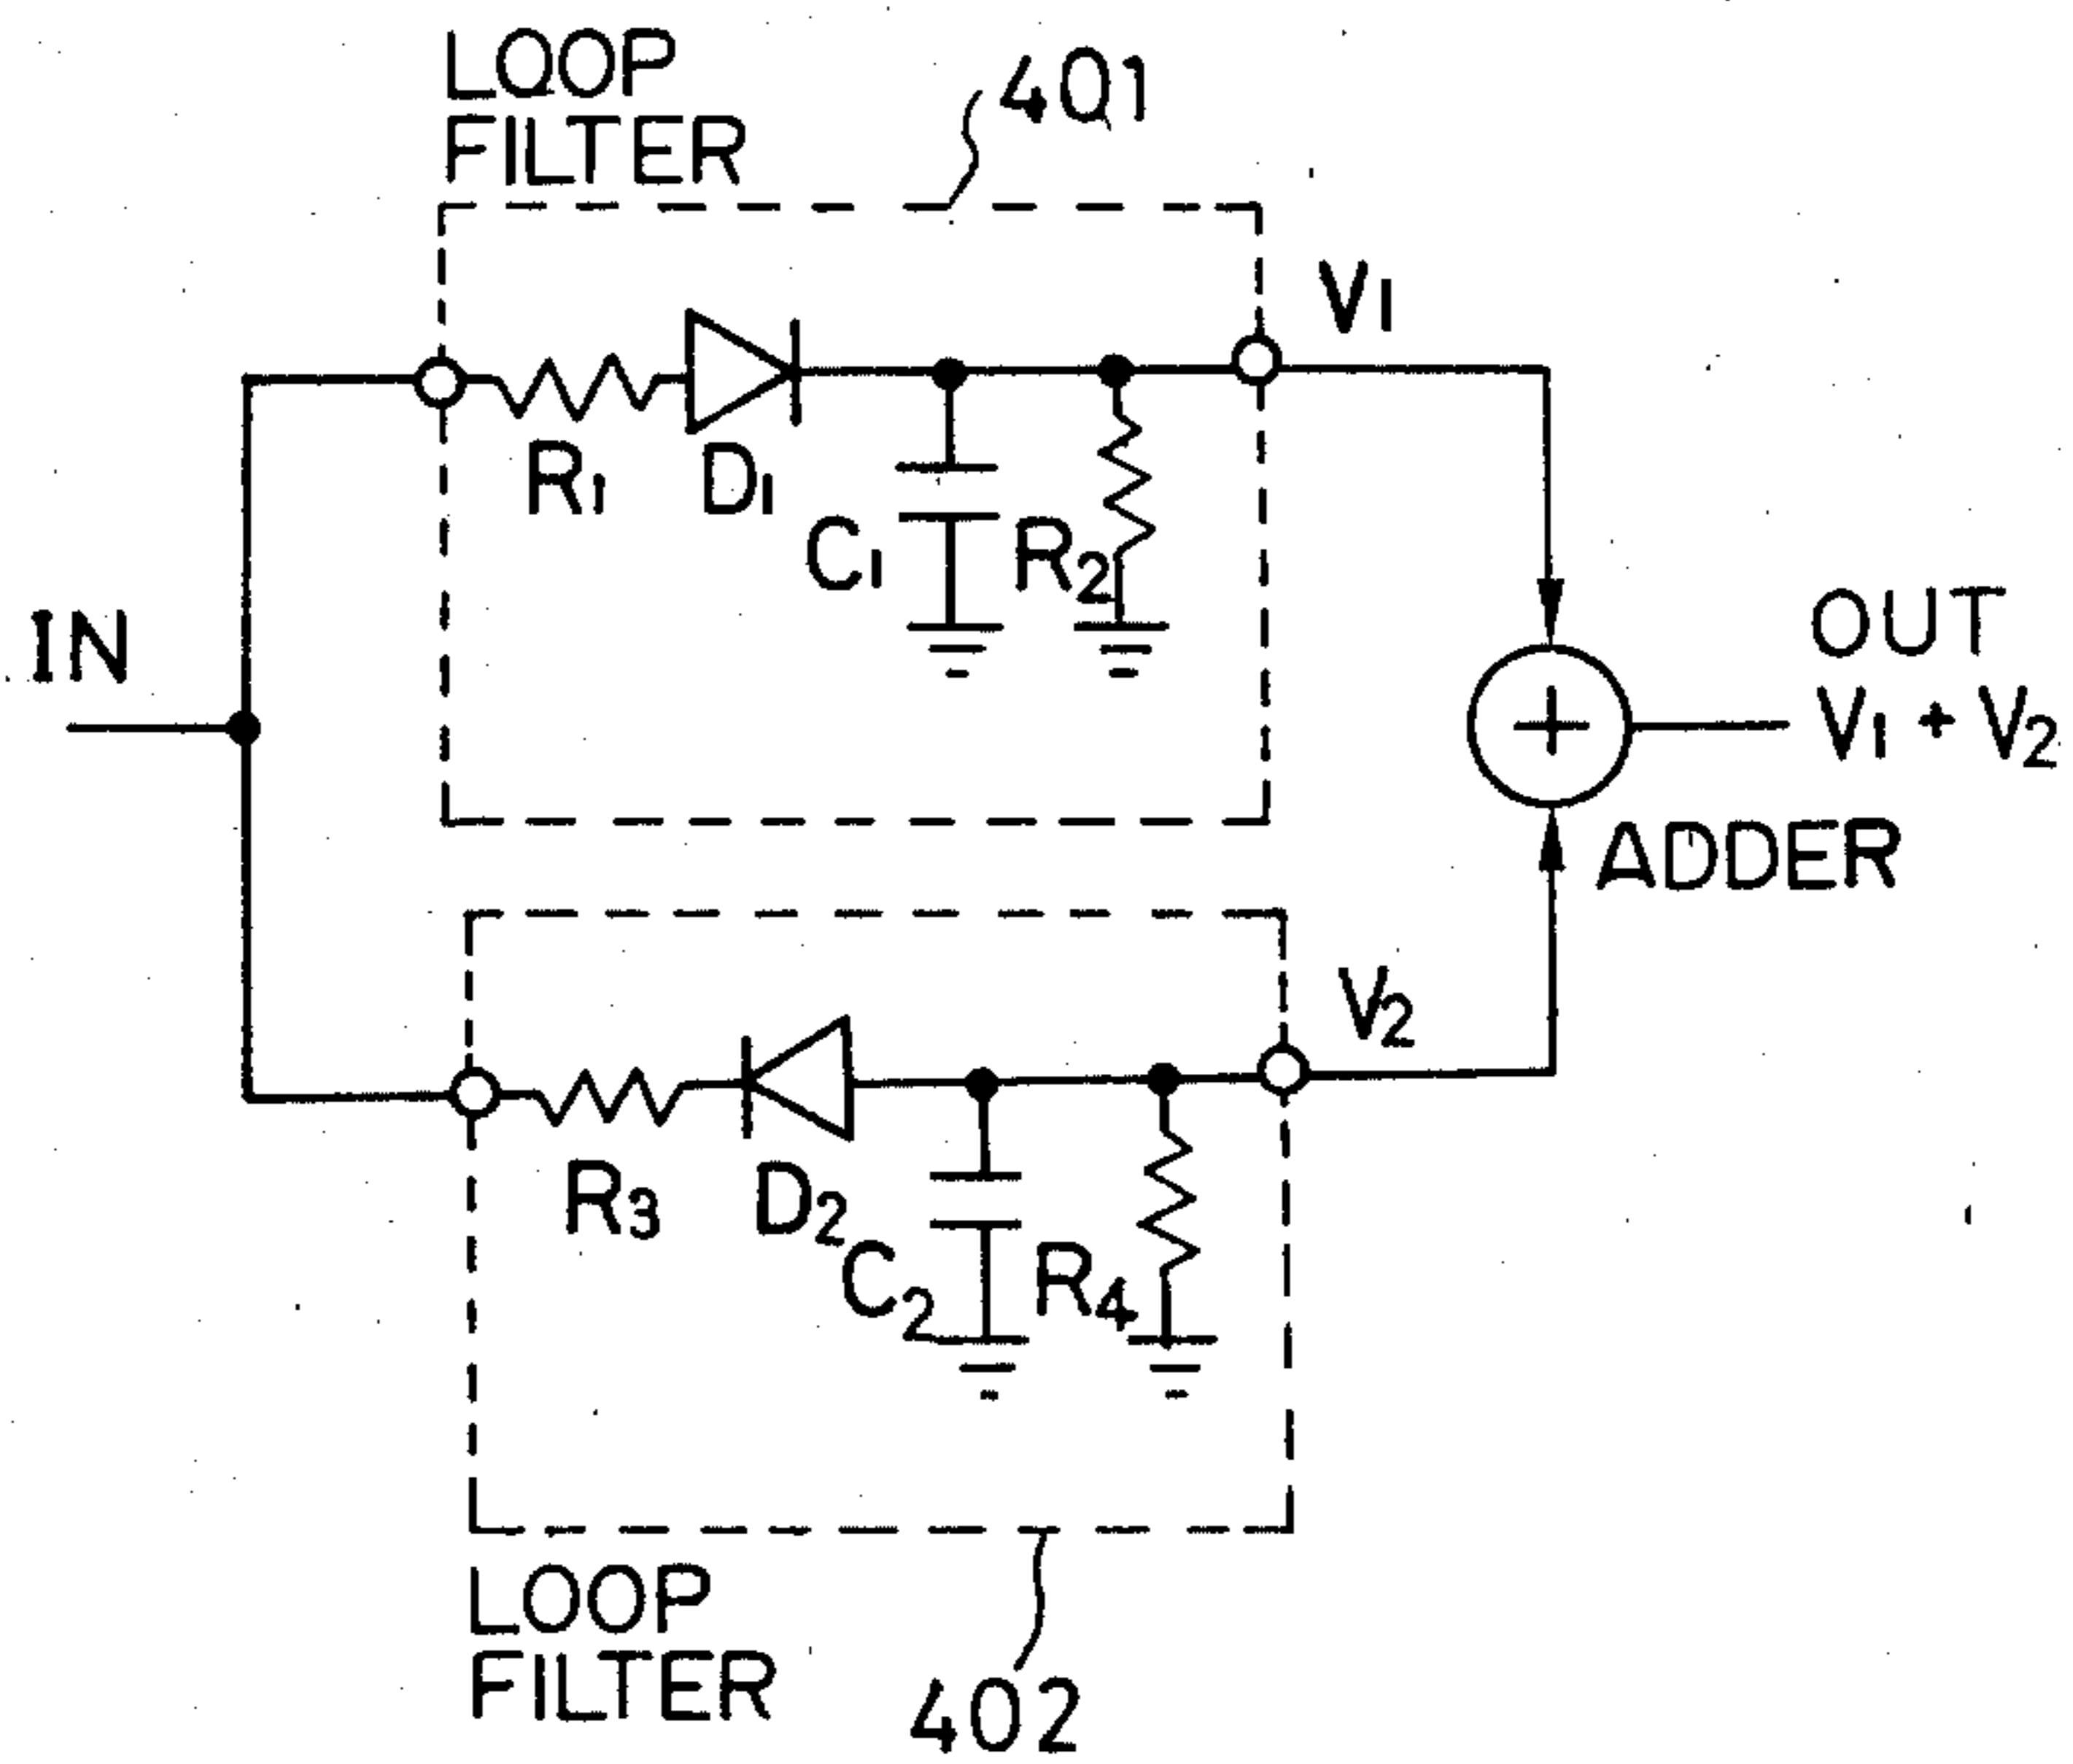 LOOP
FILTER
401
V1
R1
D1
C1
R2
IN
OUT
V1 + V2
+
ADDER
V2
R3
D2
C2
R4
LOOP
FILTER
402